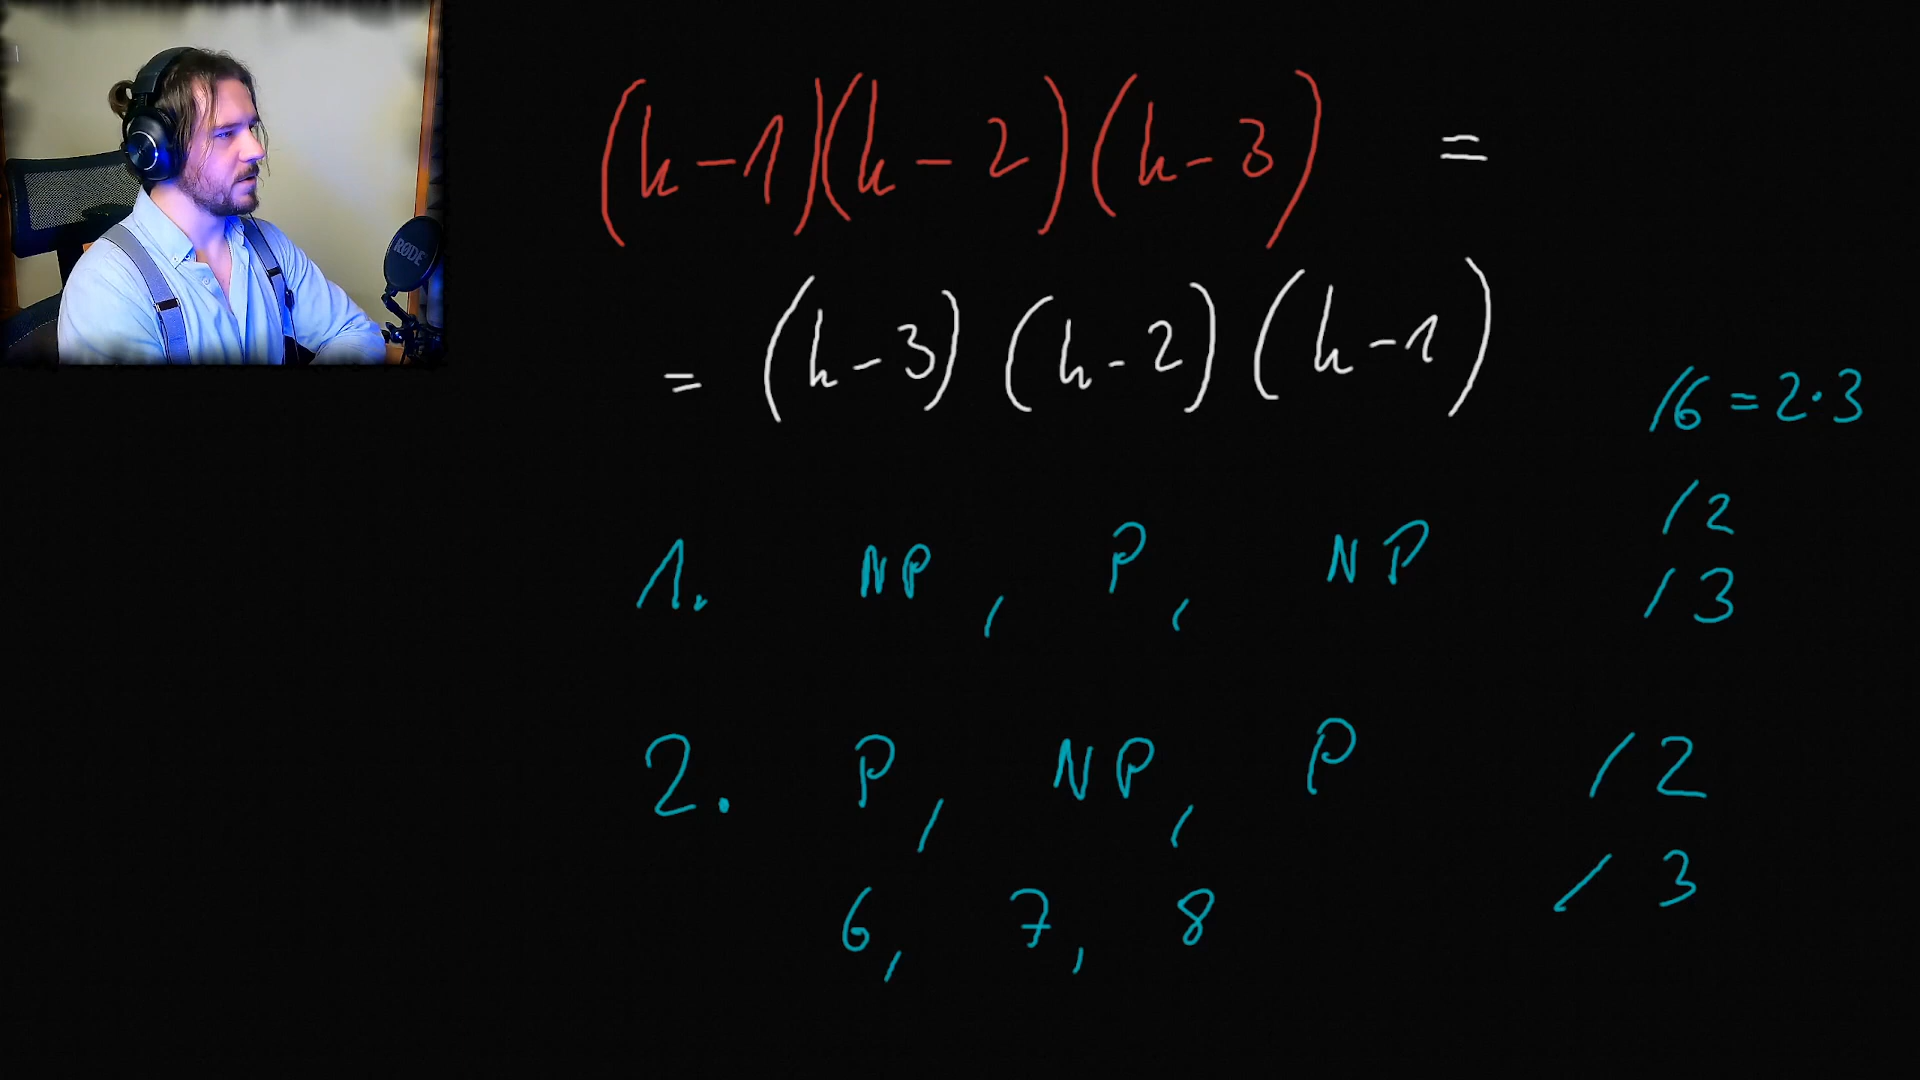 (k-1)(k-2)(k-3) =
= (k-3)(k-2)(k-1)
/6 = 2·3
/2
1. NP, P, NP
/3
2. P, NP, P /2
/3
6, 7, 8
RØDE